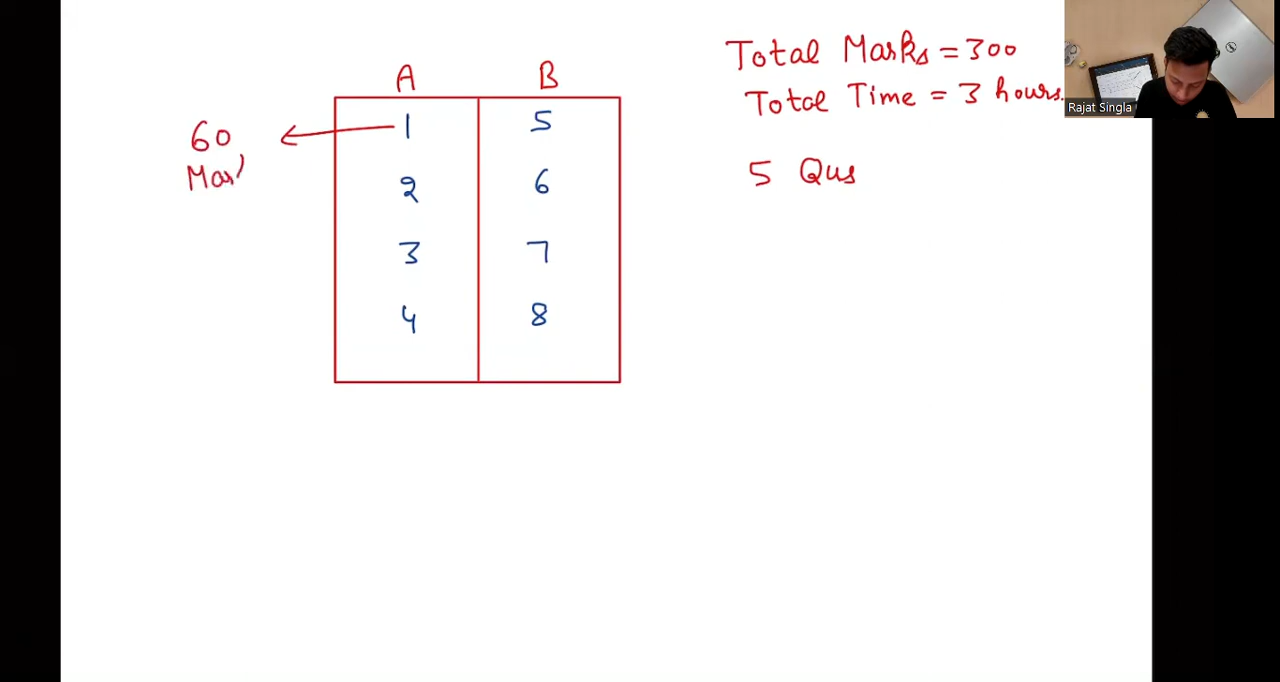 Total Marks = 300
Total Time = 3 hours.
5 Qus
A B
1 5
2 6
3 7
4 8
60
Mar
Rajat Singla